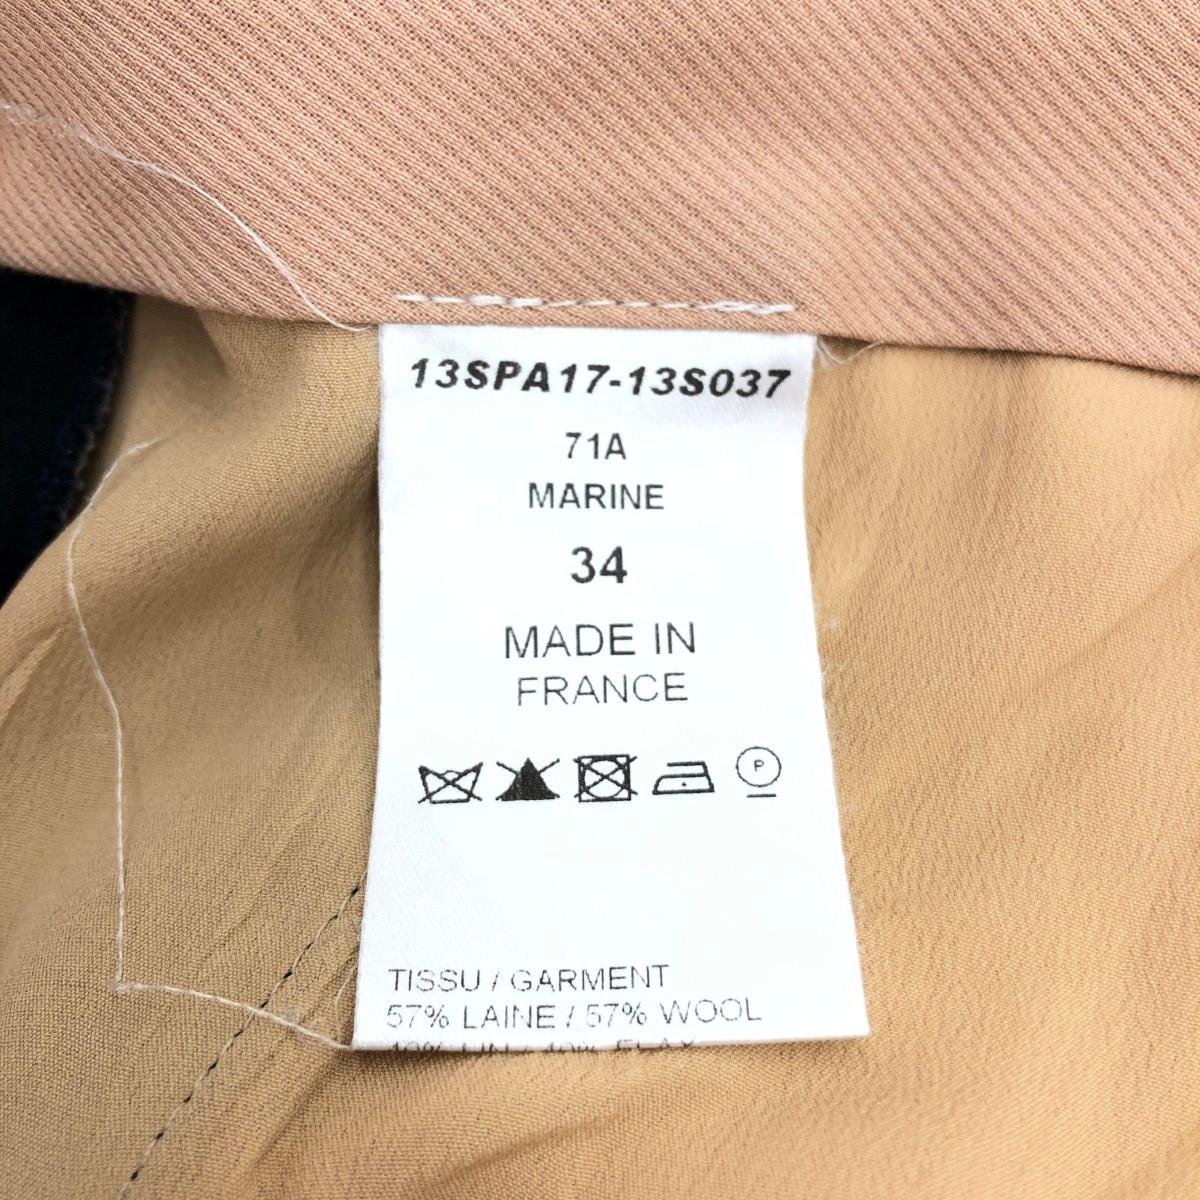 13SPA17-13S037
71A
MARINE
34
MADE IN
FRANCE
P
TISSU / GARMENT
57% LAINE / 57% WOOL